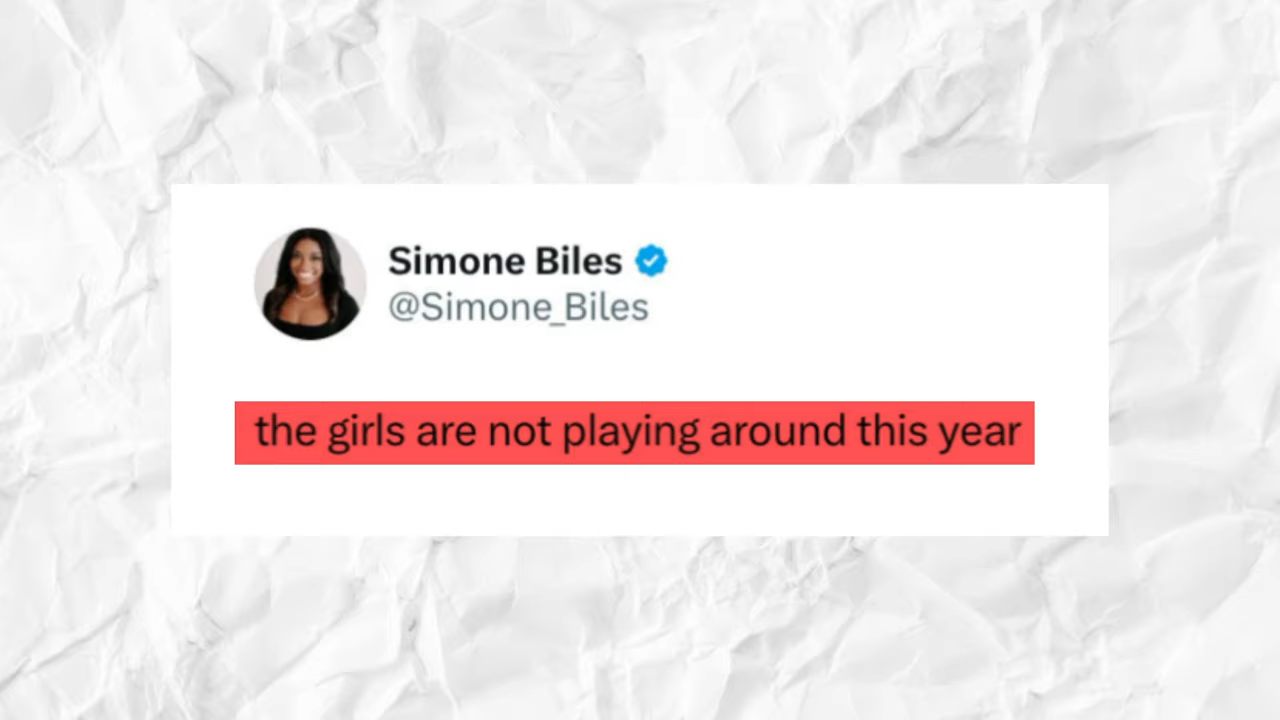 Simone Biles
@Simone_Biles
the girls are not playing around this year